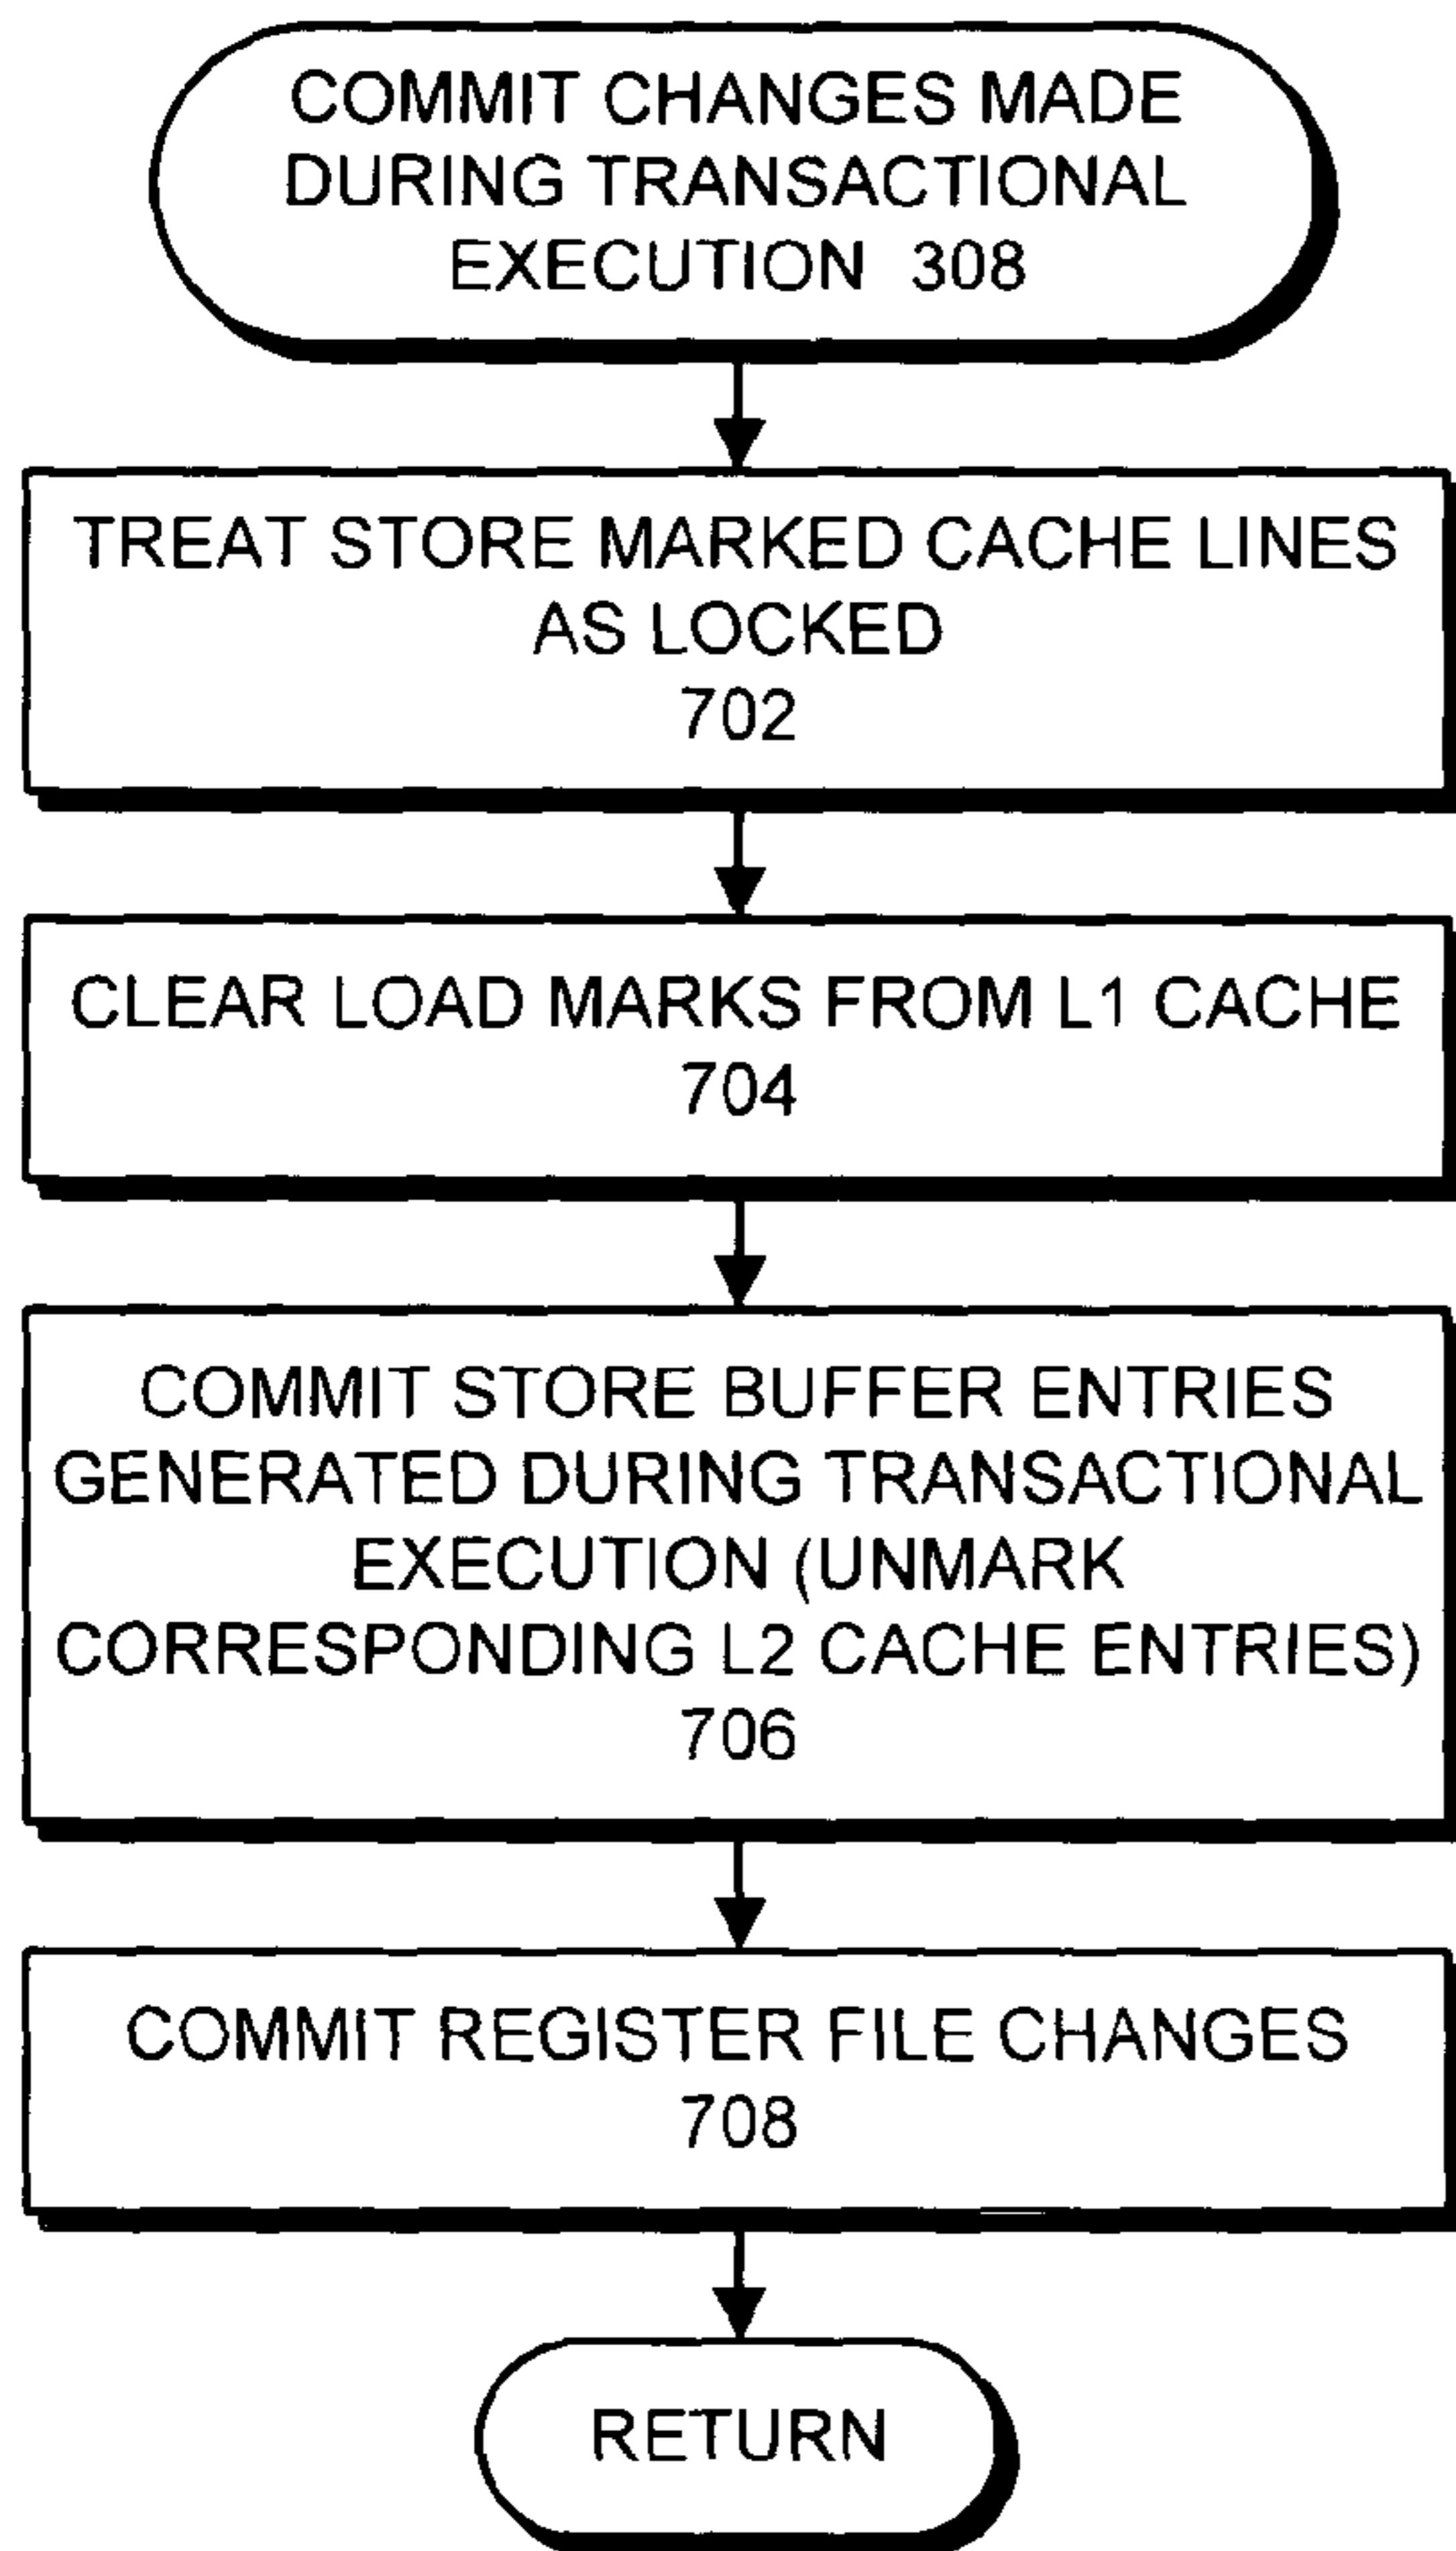 COMMIT CHANGES MADE
DURING TRANSACTIONAL
EXECUTION 308
TREAT STORE MARKED CACHE LINES
AS LOCKED
702
CLEAR LOAD MARKS FROM L1 CACHE
704
COMMIT STORE BUFFER ENTRIES
GENERATED DURING TRANSACTIONAL
EXECUTION (UNMARK
CORRESPONDING L2 CACHE ENTRIES)
706
COMMIT REGISTER FILE CHANGES
708
RETURN